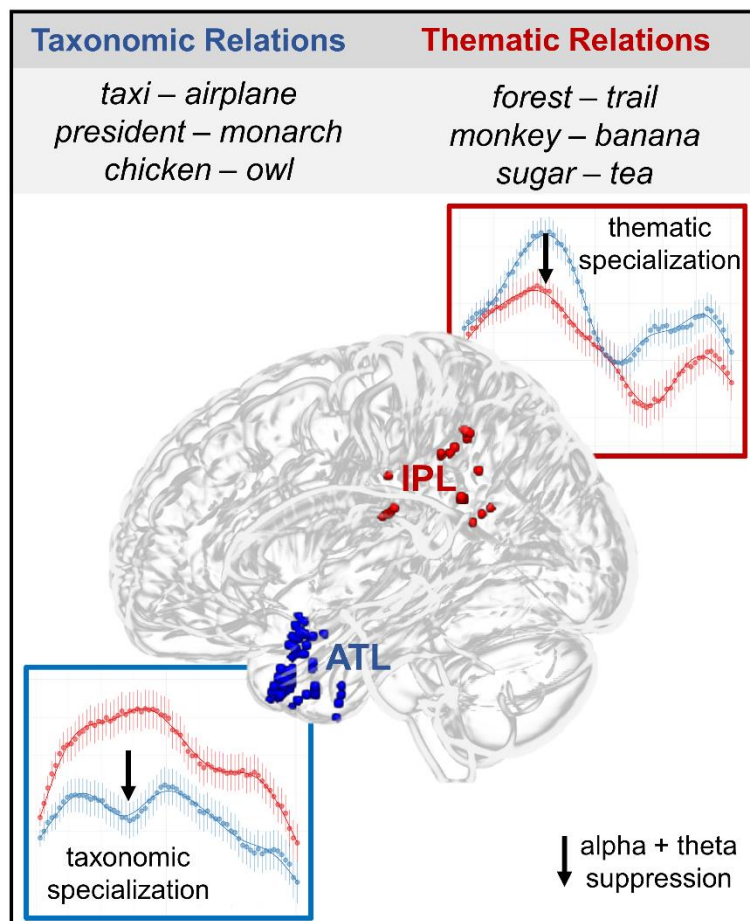 Taxonomic Relations
Thematic Relations
taxi – airplane
president – monarch
chicken – owl
forest – trail
monkey – banana
sugar – tea
thematic
specialization
IPL
ATL
taxonomic
specialization
alpha + theta
suppression